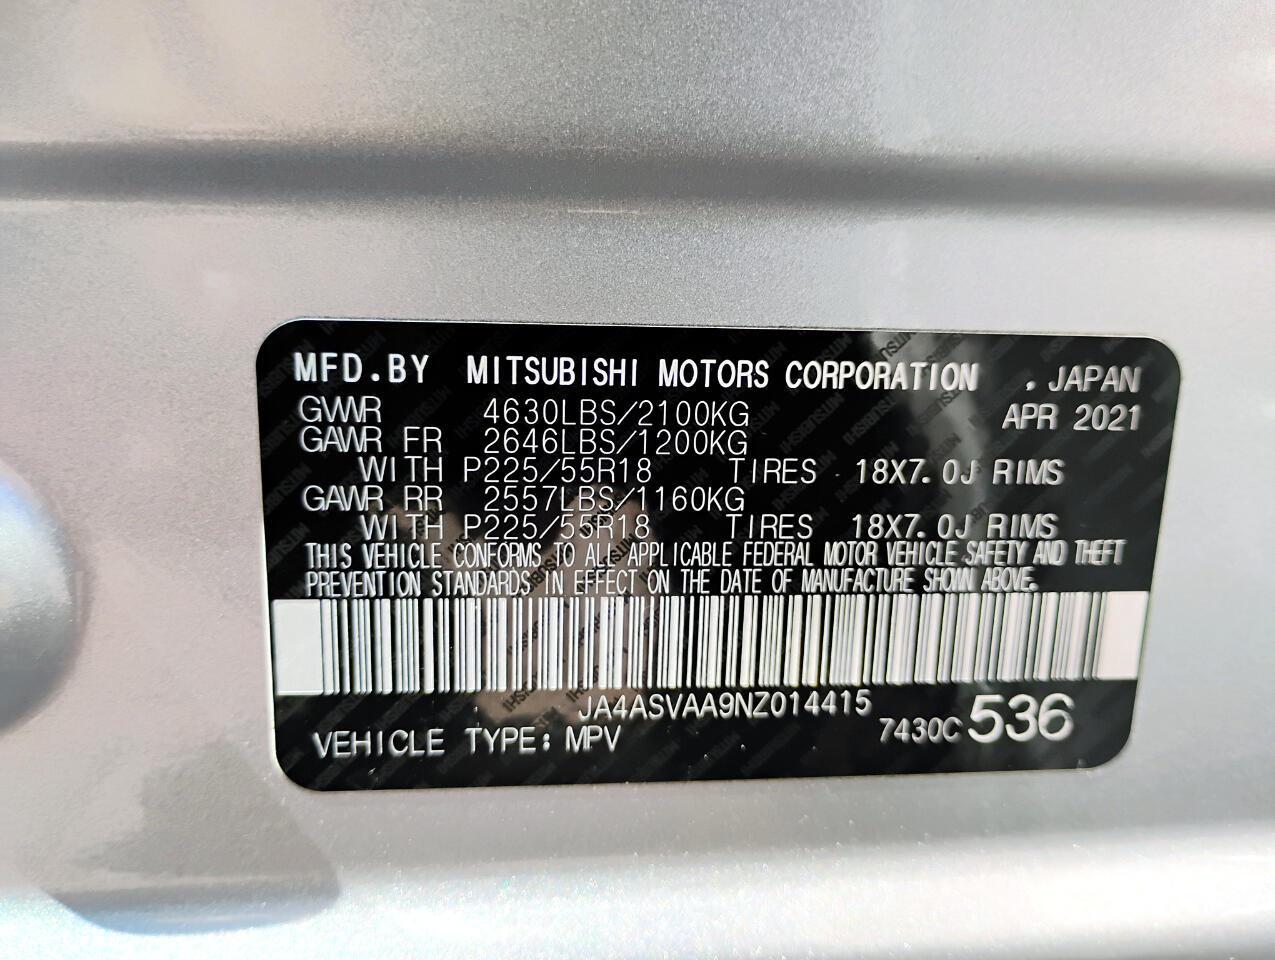 MFD.BY MITSUBISHI MOTORS CORPORATION . JAPAN
GVWR 4630LBS/2100KG APR 2021
GAWR FR 2646LBS/1200KG
WITH P225/55R18 TIRES 18X7.0J RIMS
GAWR RR 2557LBS/1160KG
WITH P225/55R18 TIRES 18X7.0J RIMS
THIS VEHICLE CONFORMS TO ALL APPLICABLE FEDERAL MOTOR VEHICLE SAFETY AND THEFT
PREVENTION STANDARDS IN EFFECT ON THE DATE OF MANUFACTURE SHOWN ABOVE.
JA4ASVAA9NZ014415
VEHICLE TYPE: MPV 7430C 536